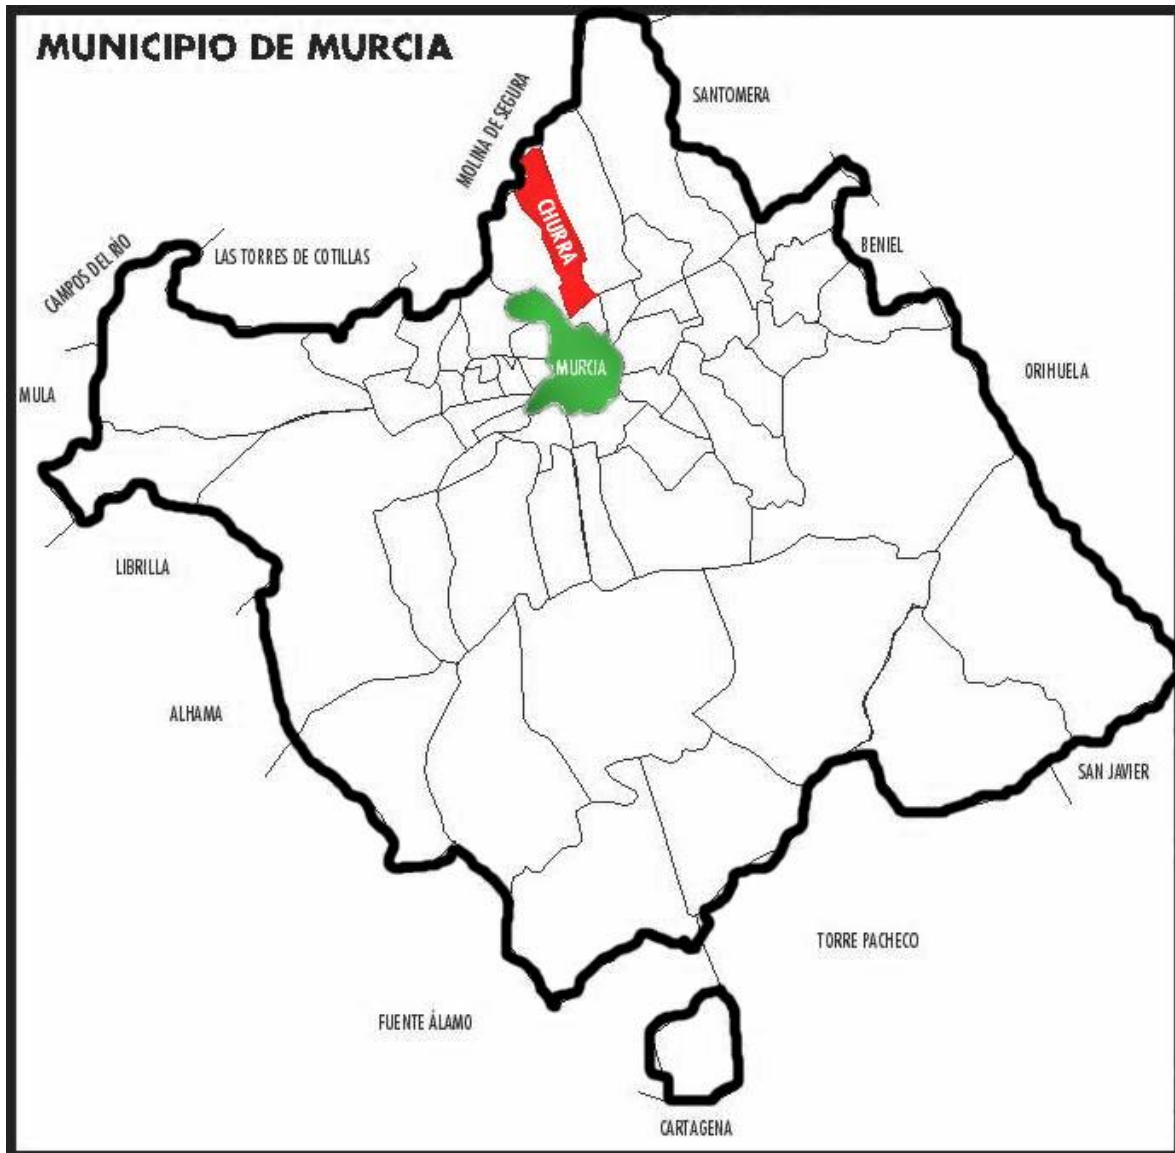 MUNICIPIO DE MURCIA
SANTOMERA
MOLINA DE SEGURA
CHURRA
CAMPOS DEL RÍO
LAS TORRES DE COTILLAS
BENIEL
MURCIA
ORIHUELA
MULA
LIBRILLA
ALHAMA
SAN JAVIER
TORRE PACHECO
FUENTE ÁLAMO
CARTAGENA